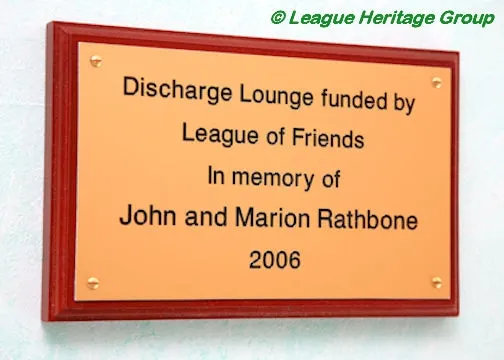 © League Heritage Group
Discharge Lounge funded by
League of Friends
In memory of
John and Marion Rathbone
2006